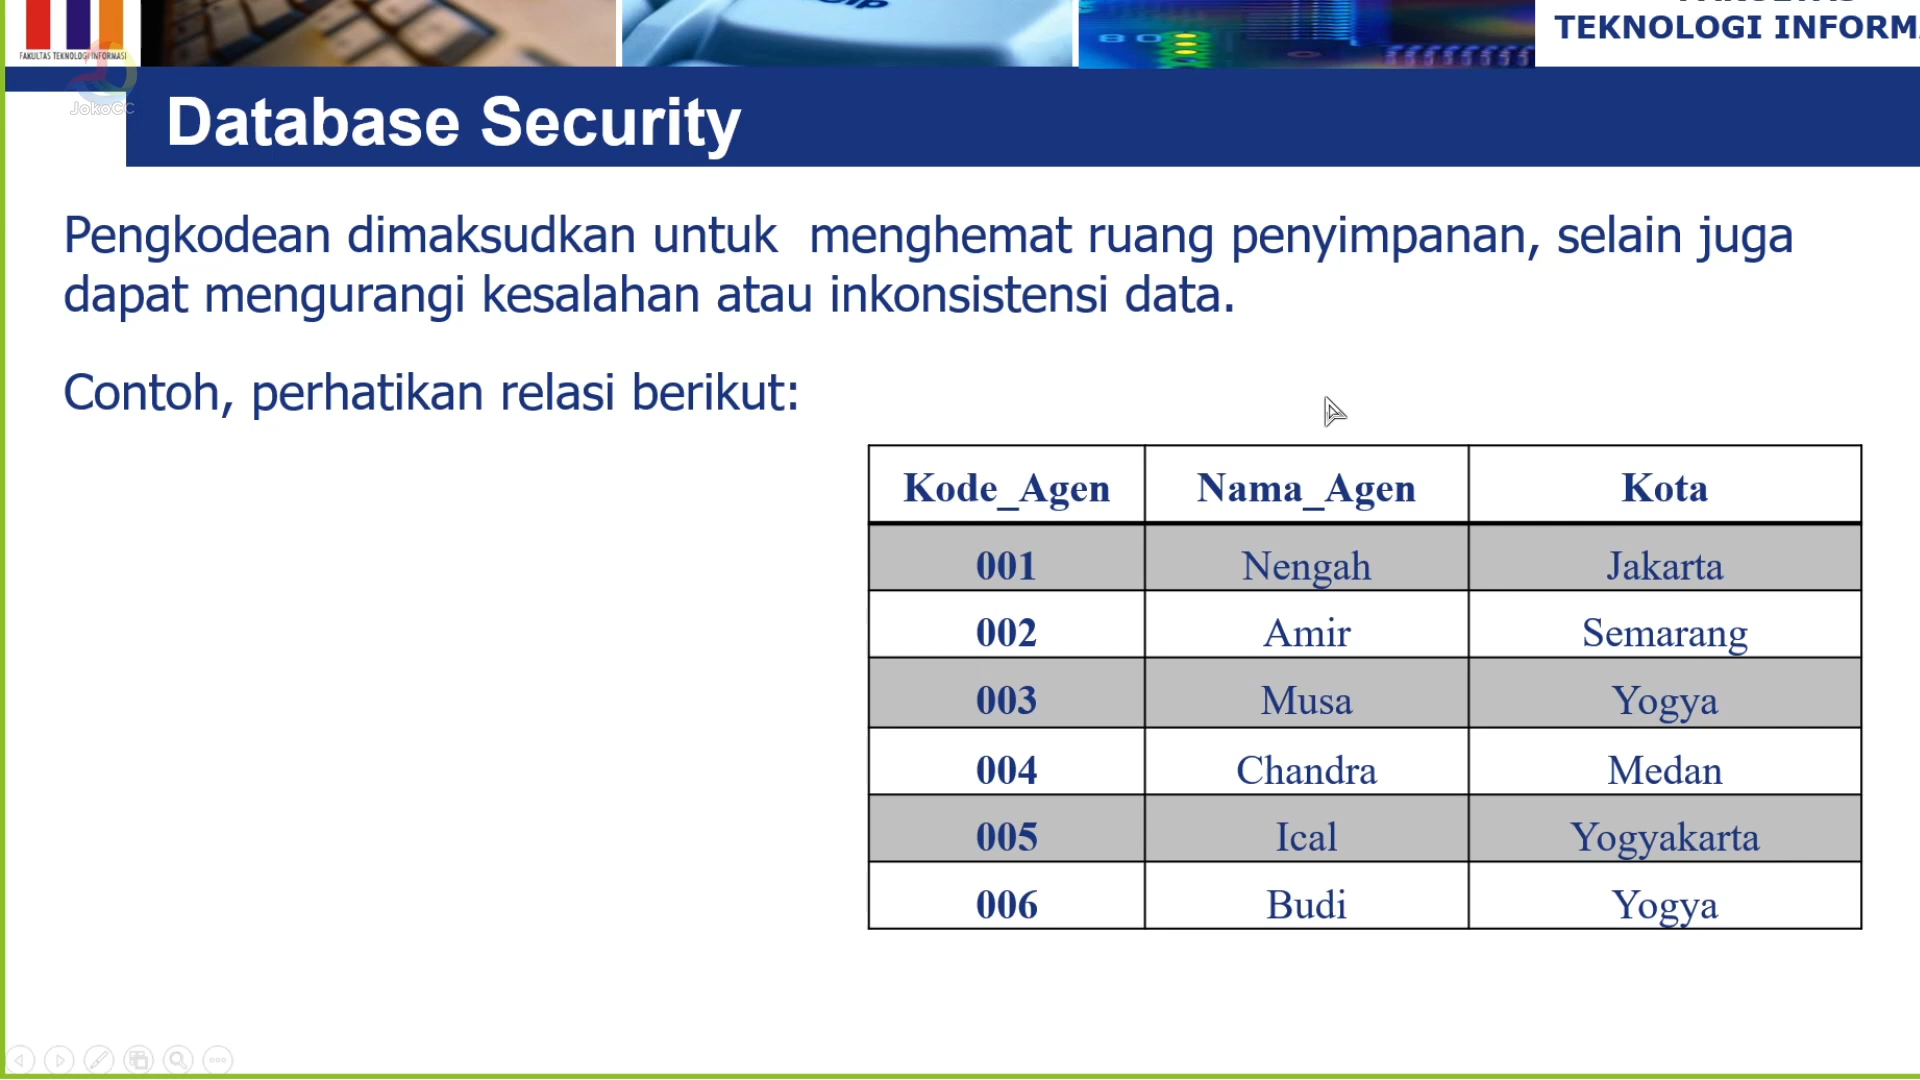 TEKNOLOGI INFORM
FAKULTAS TEKNOLOGI INFORMASI
JokoCC
Database Security
Pengkodean dimaksudkan untuk menghemat ruang penyimpanan, selain juga
dapat mengurangi kesalahan atau inkonsistensi data.
Contoh, perhatikan relasi berikut:
Kode_Agen Nama_Agen Kota
001 Nengah Jakarta
002 Amir Semarang
003 Musa Yogya
004 Chandra Medan
005 Ical Yogyakarta
006 Budi Yogya